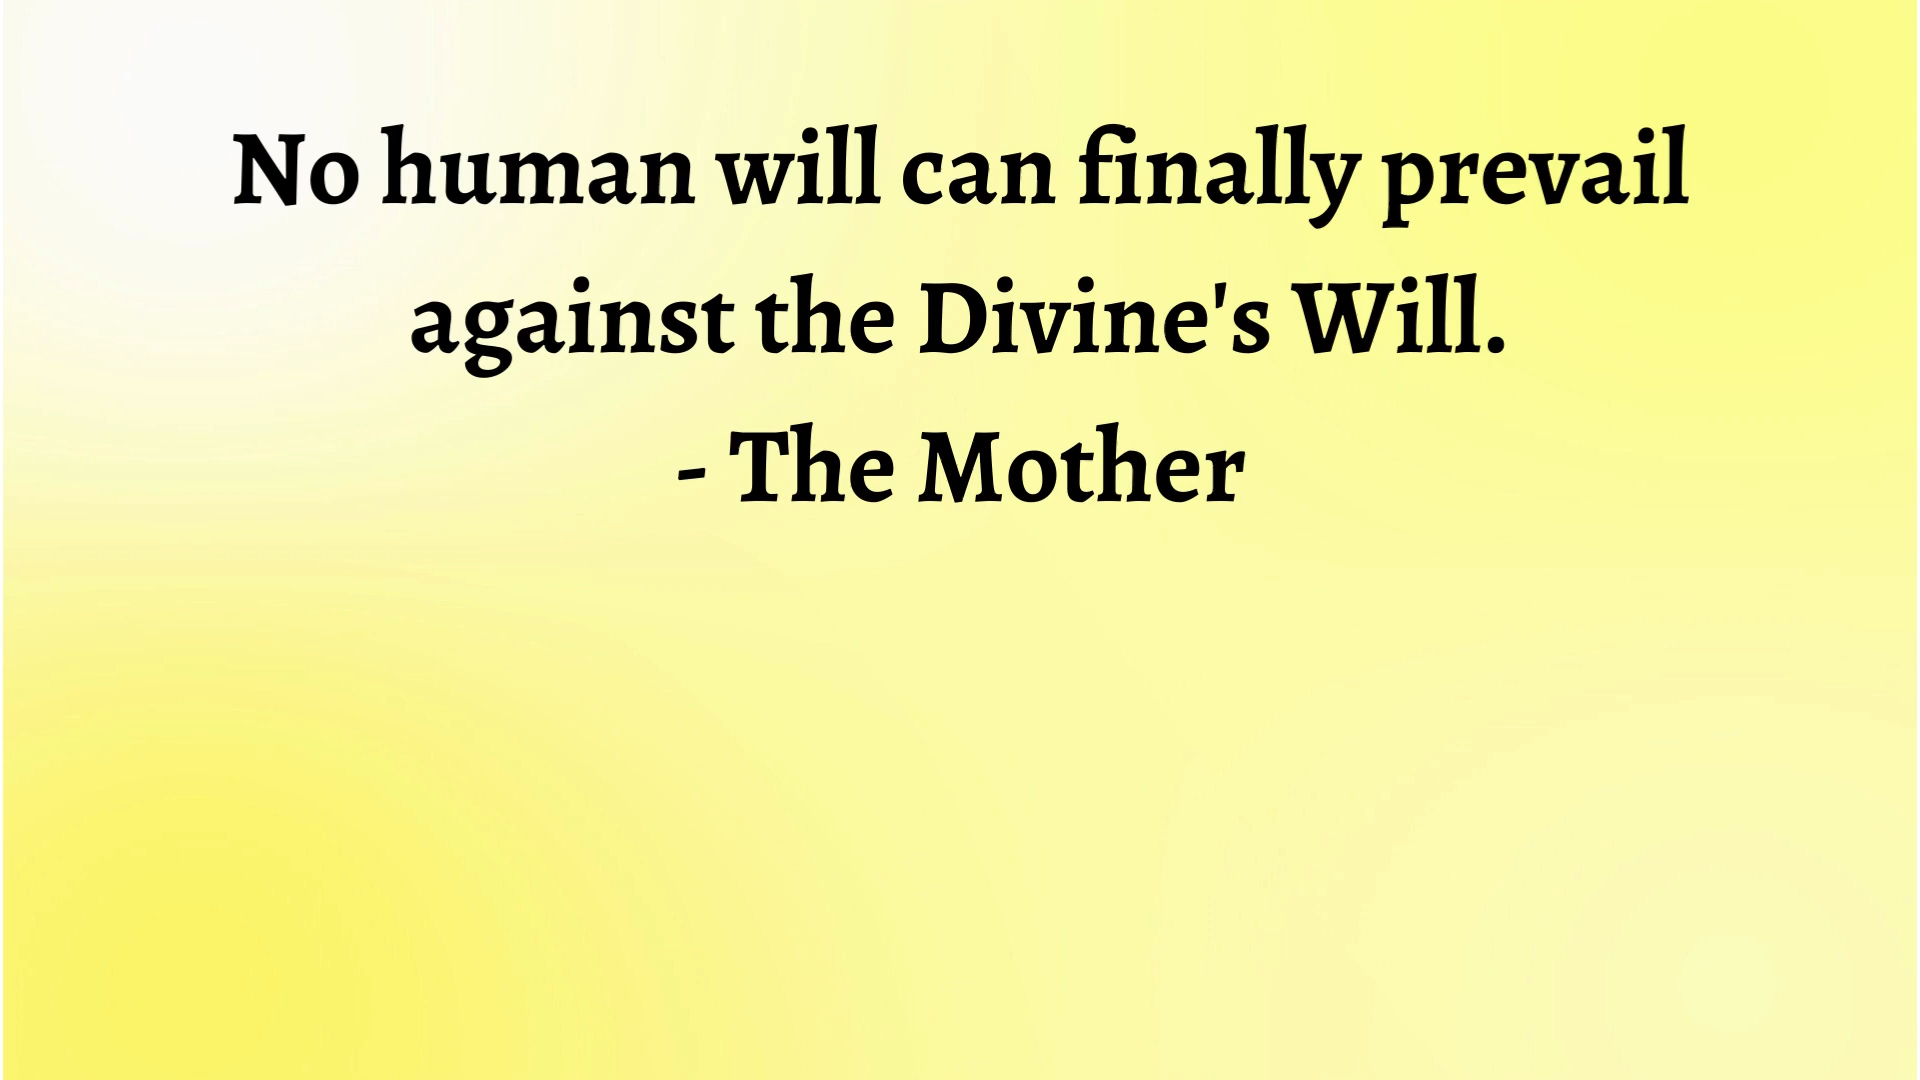 No human will can finally prevail
against the Divine's Will.
- The Mother